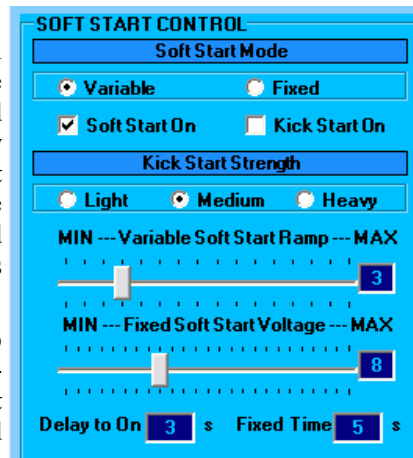 SOFT START CONTROL
Soft Start Mode
Variable Fixed
Soft Start On Kick Start On
Kick Start Strength
Light Medium Heavy
MIN --- Variable Soft Start Ramp --- MAX
3
MIN --- Fixed Soft Start Voltage --- MAX
8
Delay to On 3 s Fixed Time 5 s